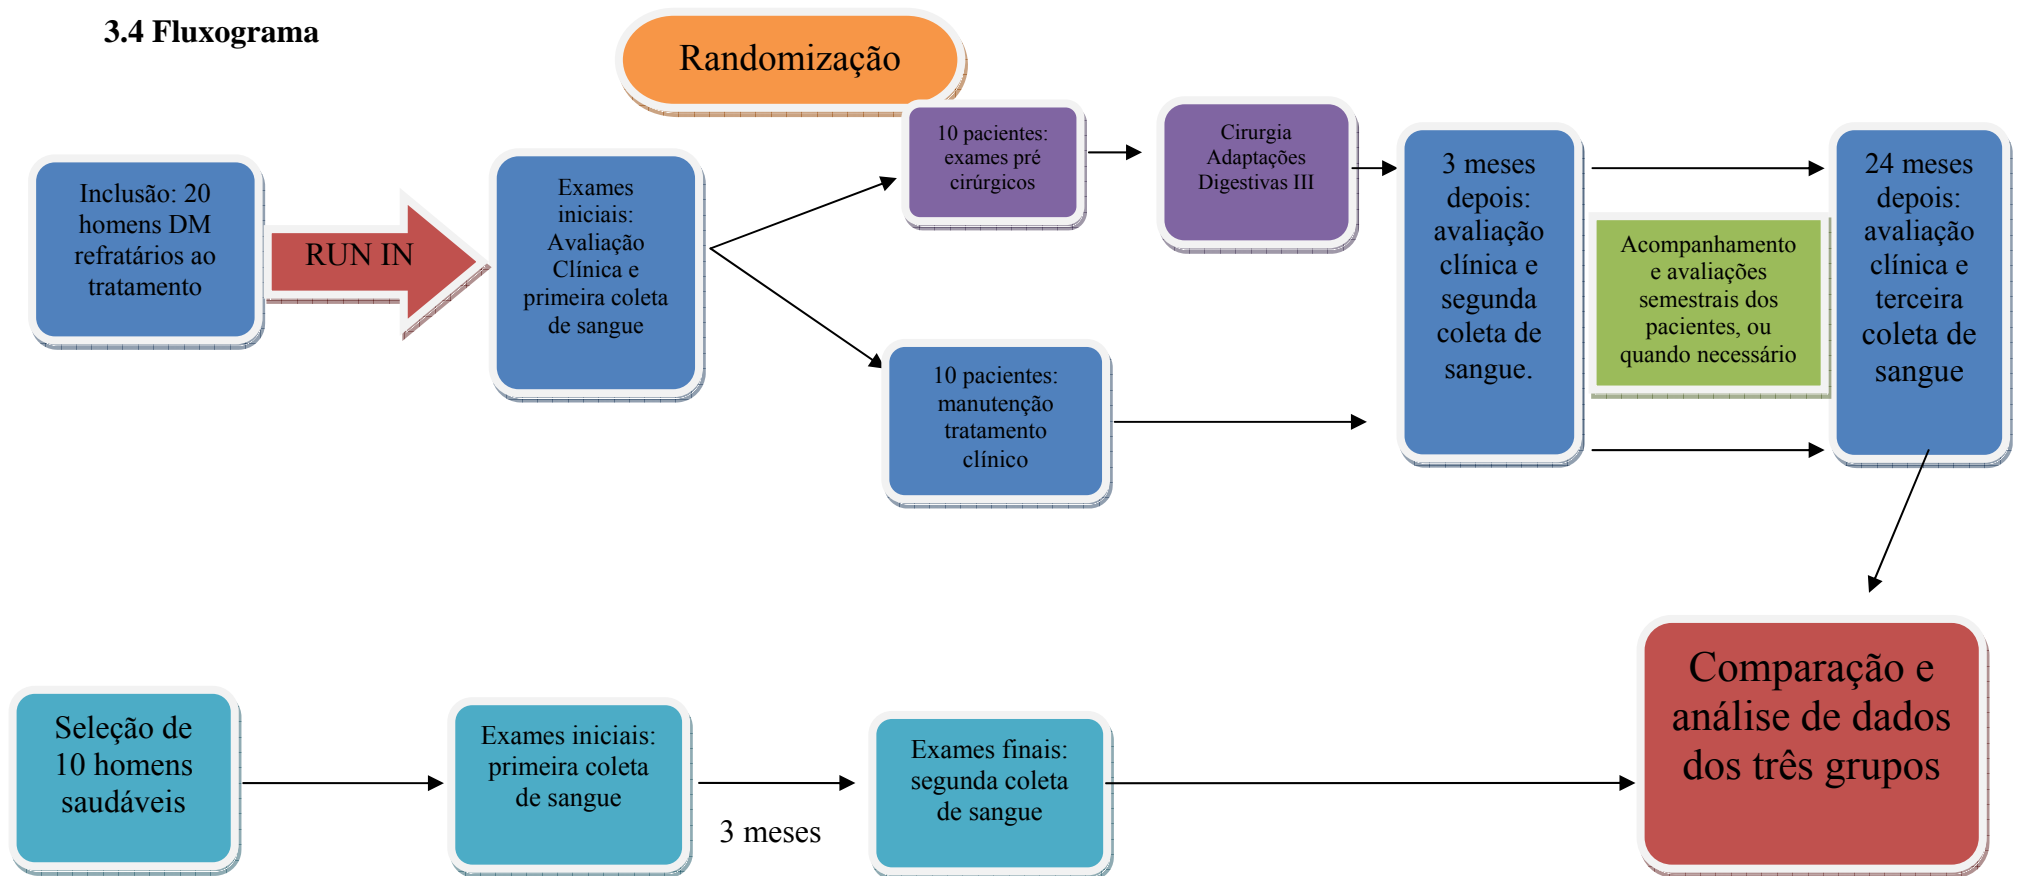 3.4 Fluxograma
Randomização
Inclusão: 20
homens DM
refratários ao
tratamento
RUN IN
Exames
iniciais:
Avaliação
Clínica e
primeira coleta
de sangue
10 pacientes:
exames pré
cirúrgicos
Cirurgia
Adaptações
Digestivas III
10 pacientes:
manutenção
tratamento
clínico
3 meses
depois:
avaliação
clínica e
segunda
coleta de
sangue.
Acompanhamento
e avaliações
semestrais dos
pacientes, ou
quando necessário
24 meses
depois:
avaliação
clínica e
terceira
coleta de
sangue
Seleção de
10 homens
saudáveis
Exames iniciais:
primeira coleta
de sangue
3 meses
Exames finais:
segunda coleta
de sangue
Comparação e
análise de dados
dos três grupos